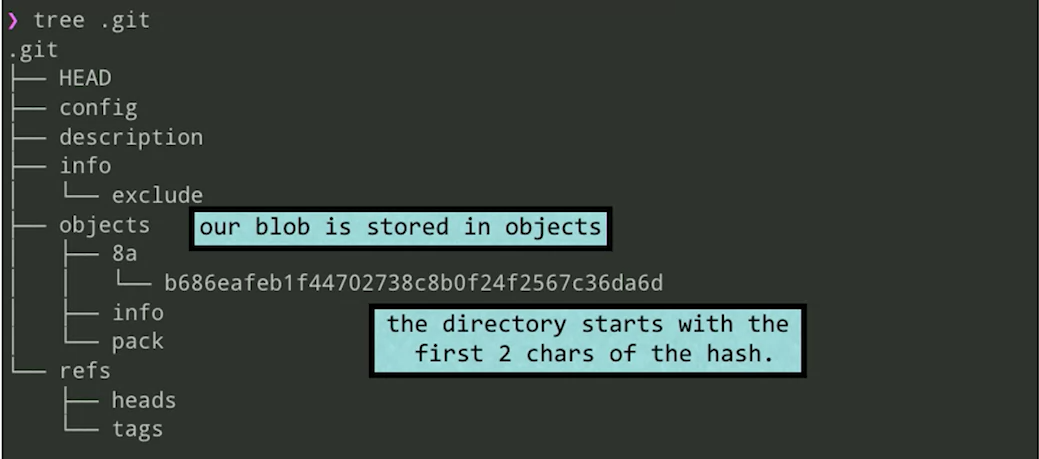 ❯ tree .git
.git
├── HEAD
├── config
├── description
├── info
│   └── exclude
├── objects
│   ├── 8a
│   │   └── b686eafeb1f44702738c8b0f24f2567c36da6d
│   ├── info
│   └── pack
└── refs
    ├── heads
    └── tags
our blob is stored in objects
the directory starts with the
first 2 chars of the hash.